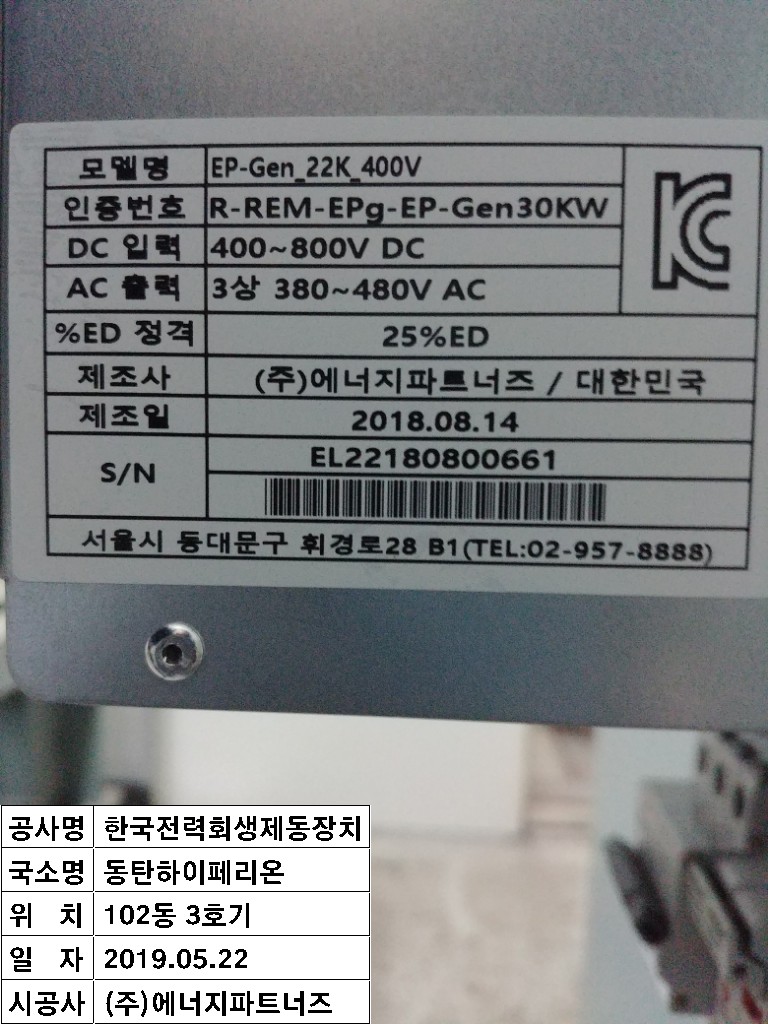 모델명 EP-Gen_22K_400V
인증번호 R-REM-EPg-EP-Gen30KW
DC 입력 400~800V DC
AC 출력 3상 380~480V AC
%ED 정격 25%ED
제조사 (주)에너지파트너즈 / 대한민국
제조일 2018.08.14
S/N EL22180800661
서울시 동대문구 휘경로28 B1(TEL:02-957-8888)
공사명 한국전력회생제동장치
국소명 동탄하이페리온
위 치 102동 3호기
일 자 2019.05.22
시공사 (주)에너지파트너즈